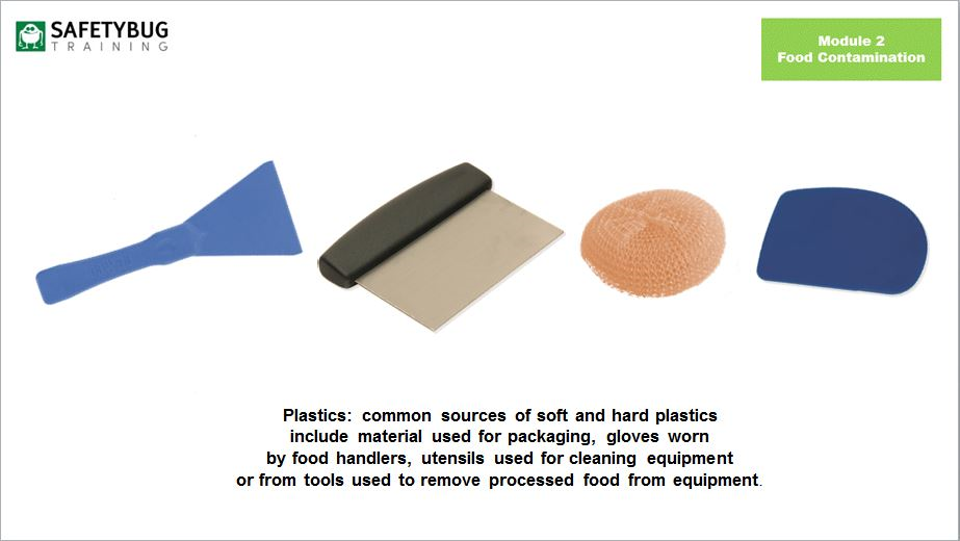 SAFETYBUG
TRAINING
Module 2
Food Contamination
Plastics: common sources of soft and hard plastics
include material used for packaging, gloves worn
by food handlers, utensils used for cleaning equipment
or from tools used to remove processed food from equipment.